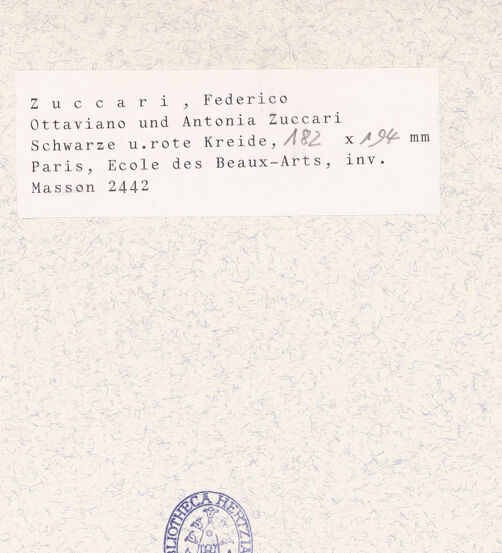 Zuccari, Federico
Ottaviano und Antonia Zuccari
Schwarze u.rote Kreide, 182 x 194 mm
Paris, Ecole des Beaux-Arts, inv.
Masson 2442
BIBLIOTHECA HERTZIANA